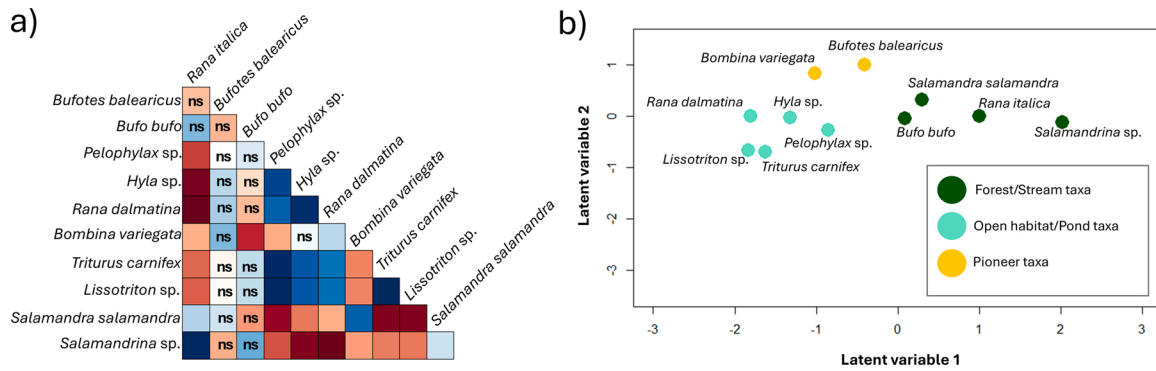 a)
Rana italica
Bufotes balearicus
Bufo bufo
Pelophylax sp.
Hyla sp.
Rana dalmatina
Bombina variegata
Triturus carnifex
Lissotriton sp.
Salamandra salamandra
Bufotes balearicus ns
Bufo bufo ns ns
Pelophylax sp. ns ns
Hyla sp. ns ns
Rana dalmatina ns ns
Bombina variegata ns ns
Triturus carnifex ns ns
Lissotriton sp. ns ns
Salamandra salamandra ns ns
Salamandrina sp. ns ns
b)
Latent variable 2
1
0
-1
-2
-3
Bufotes balearicus
Bombina variegata
Salamandra salamandra
Rana dalmatina Hyla sp. Rana italica
Bufo bufo Salamandrina sp.
Pelophylax sp.
Lissotriton sp.
Triturus carnifex
Forest/Stream taxa
Open habitat/Pond taxa
Pioneer taxa
-3 -2 -1 0 1 2 3
Latent variable 1